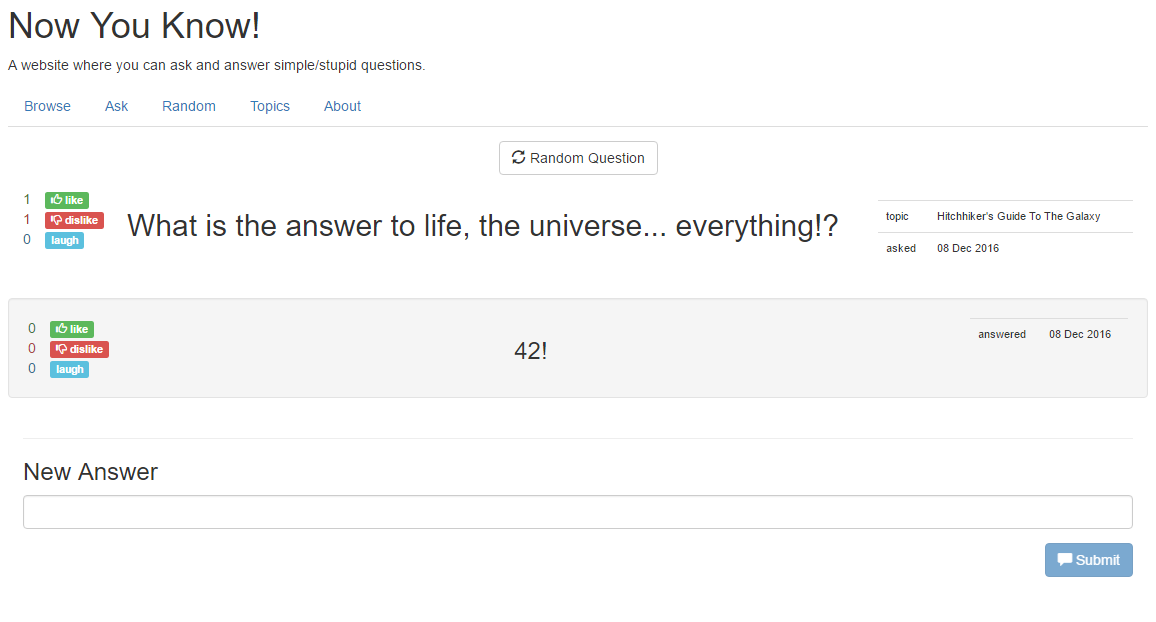 Now You Know!
A website where you can ask and answer simple/stupid questions.
Browse Ask Random Topics About
Random Question
1 like
1 dislike
0 laugh
What is the answer to life, the universe... everything!?
topic Hitchhiker's Guide To The Galaxy
asked 08 Dec 2016
0 like
0 dislike
0 laugh
42!
answered 08 Dec 2016
New Answer
Submit